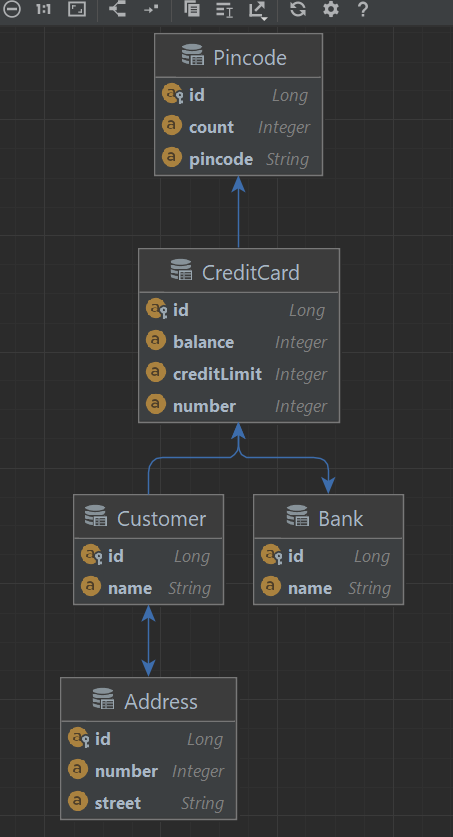 1:1
Pincode
id Long
count Integer
pincode String
CreditCard
id Long
balance Integer
creditLimit Integer
number Integer
Customer
id Long
name String
Bank
id Long
name String
Address
id Long
number Integer
street String